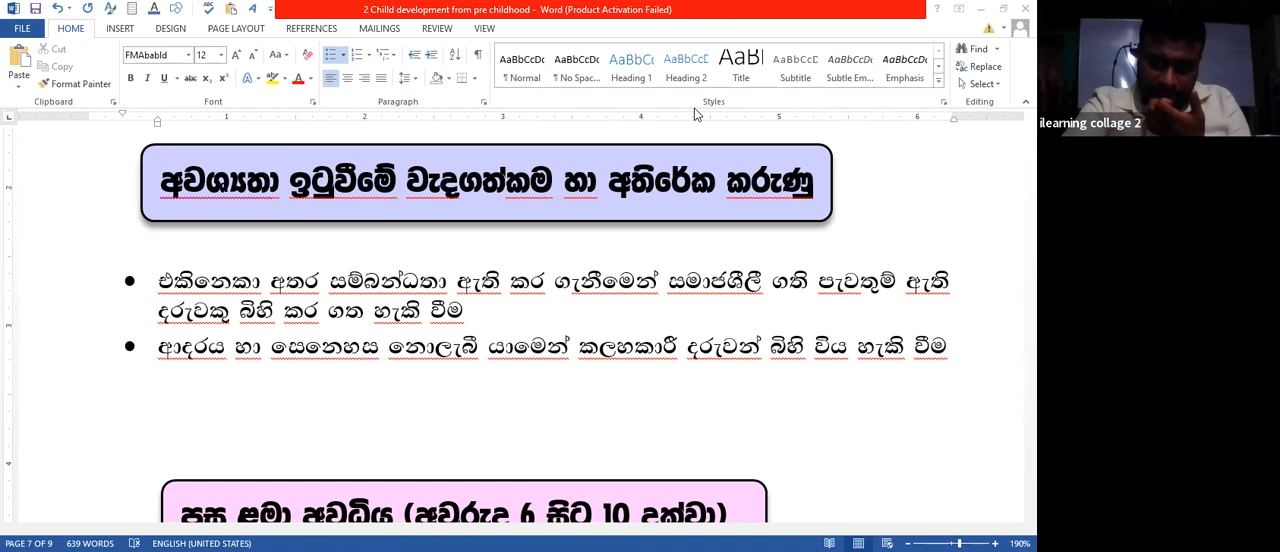 2 Chilld development from pre childhood - Word (Product Activation Failed)
FILE HOME INSERT DESIGN PAGE LAYOUT REFERENCES MAILINGS REVIEW VIEW
Cut
Copy
Format Painter
Paste
FMAbabld 12
Find
Replace
Select
AaBbCcDc AaBbCcDc AaBbCc AaBbCcD AaBl AaBbCcD AaBbCcDc AaBbCcDc
¶ Normal ¶ No Spac... Heading 1 Heading 2 Title Subtitle Subtle Em... Emphasis
Clipboard Font Paragraph Styles Editing
ilearning collage 2
අවශ්‍යතා ඉටුවීමේ වැදගත්කම හා අතිරේක කරුණු
● එකිනෙකා අතර සම්බන්ධතා ඇති කර ගැනීමෙන් සමාජශීලී ගති පැවතුම් ඇති
දරුවකු බිහි කර ගත හැකි වීම
● ආදරය හා සෙනෙහස නොලැබී යාමෙන් කලහකාරී දරුවන් බිහි විය හැකි වීම
පසු ළමා අවධිය (අවුරුදු 6 සිට 10 දක්වා)
PAGE 7 OF 9 639 WORDS ENGLISH (UNITED STATES) 190%